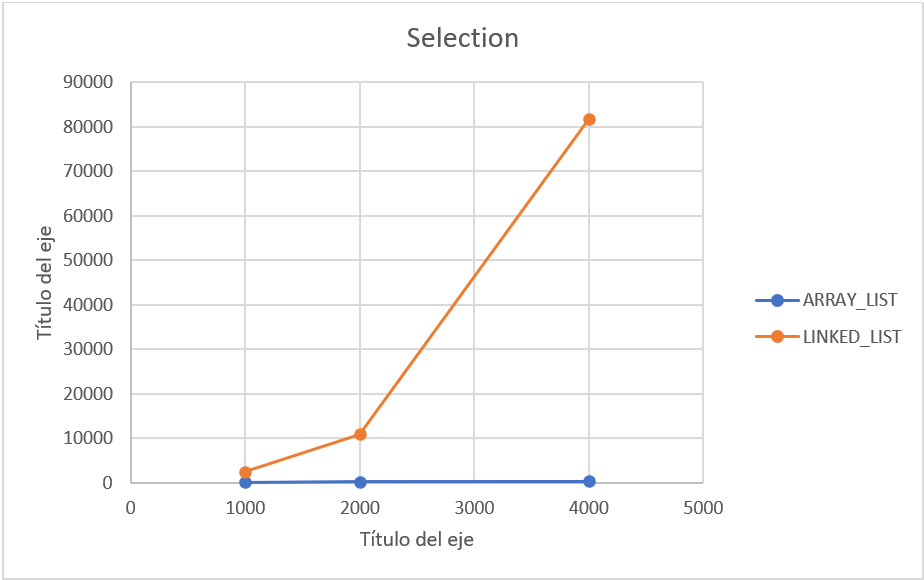 Selection
90000
80000
70000
60000
50000
40000
30000
20000
10000
0
Título del eje
0 1000 2000 3000 4000 5000
Título del eje
ARRAY_LIST
LINKED_LIST